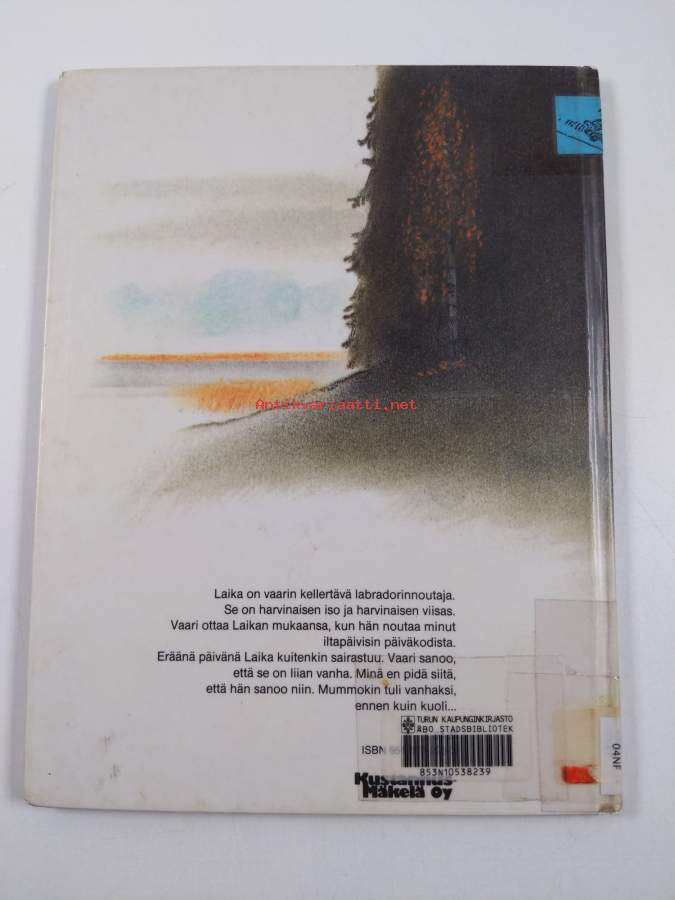 Antikvariaatti.net
Laika on vaarin kellertävä labradorinnoutaja.
Se on harvinaisen iso ja harvinaisen viisas.
Vaari ottaa Laikan mukaansa, kun hän noutaa minut
iltapäivisin päiväkodista.
Eräänä päivänä Laika kuitenkin sairastuu. Vaari sanoo,
että se on liian vanha. Minä en pidä siitä,
että hän sanoo niin. Mummokin tuli vanhaksi,
ennen kuin kuoli...
TURUN KAUPUNGINKIRJASTO
ÅBO STADSBIBLIOTEK
ISBN
853N10538239
Kustannus-
Mäkelä Oy
04NF